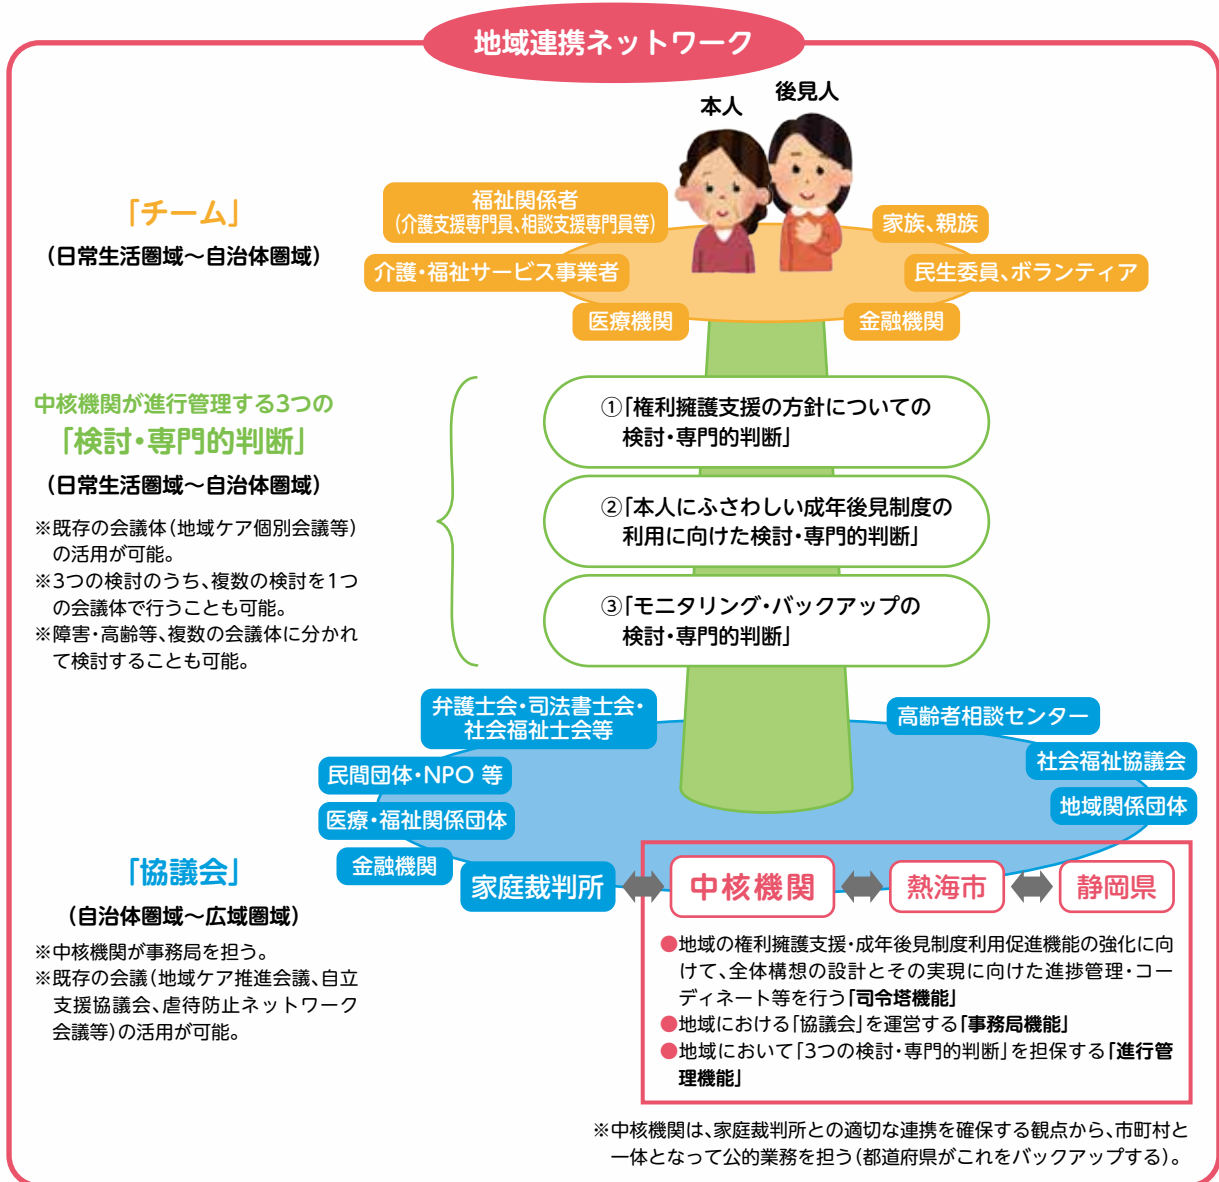 地域連携ネットワーク
本人
後見人
「チーム」
(日常生活圏域～自治体圏域)
福祉関係者
(介護支援専門員、相談支援専門員等)
家族、親族
介護・福祉サービス事業者
民生委員、ボランティア
医療機関
金融機関
中核機関が進行管理する3つの
「検討・専門的判断」
(日常生活圏域～自治体圏域)
※既存の会議体(地域ケア個別会議等)
の活用が可能。
※3つの検討のうち、複数の検討を1つ
の会議体で行うことも可能。
※障害・高齢等、複数の会議体に分かれ
て検討することも可能。
①「権利擁護支援の方針についての
検討・専門的判断」
②「本人にふさわしい成年後見制度の
利用に向けた検討・専門的判断」
③「モニタリング・バックアップの
検討・専門的判断」
弁護士会・司法書士会・
社会福祉士会等
高齢者相談センター
民間団体・NPO 等
社会福祉協議会
医療・福祉関係団体
地域関係団体
金融機関
家庭裁判所
中核機関
熱海市
静岡県
「協議会」
(自治体圏域～広域圏域)
※中核機関が事務局を担う。
※既存の会議(地域ケア推進会議、自立
支援協議会、虐待防止ネットワーク
会議等)の活用が可能。
●地域の権利擁護支援・成年後見制度利用促進機能の強化に向
けて、全体構想の設計とその実現に向けた進捗管理・コー
ディネート等を行う「司令塔機能」
●地域における「協議会」を運営する「事務局機能」
●地域において「3つの検討・専門的判断」を担保する「進行管
理機能」
※中核機関は、家庭裁判所との適切な連携を確保する観点から、市町村と
一体となって公的業務を担う(都道府県がこれをバックアップする)。